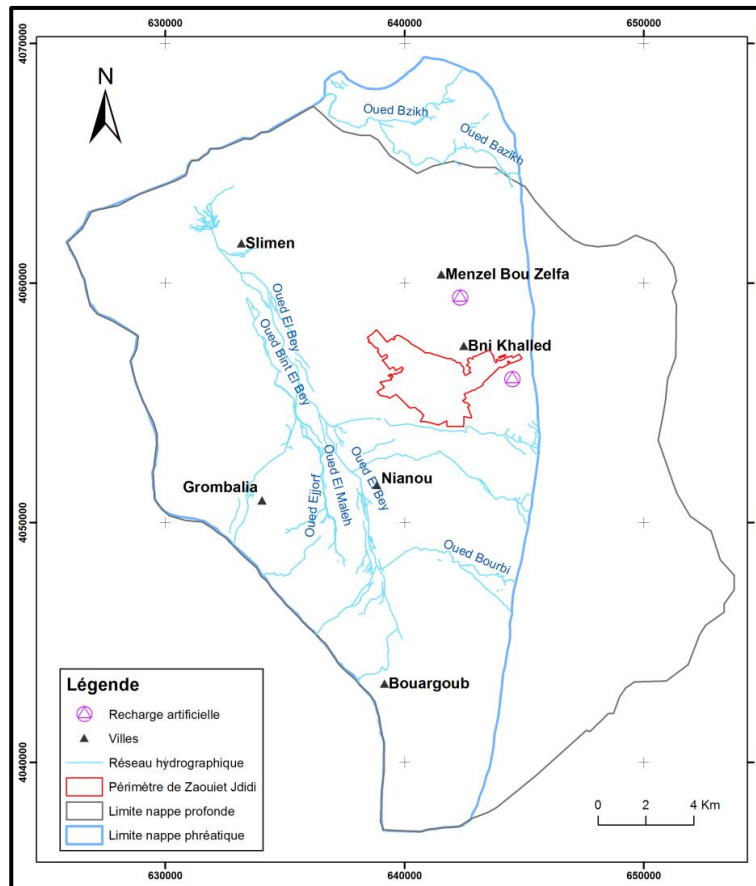 630000
640000
650000
4070000
N
Oued Bzikh
Oued Bazikh
Slimen
Menzel Bou Zelfa
4060000
Oued El Bey
Oued Bint El Bey
Bni Khalled
Grombalia
Nianou
Oued Ejjorf
Oued El Maleh
Oued El Bey
4050000
Oued Bourbi
Bouargoub
Légende
Recharge artificielle
Villes
Réseau hydrographique
Périmètre de Zaouiet Jdidi
Limite nappe profonde
Limite nappe phréatique
4040000
0 2 4 Km
630000
640000
650000